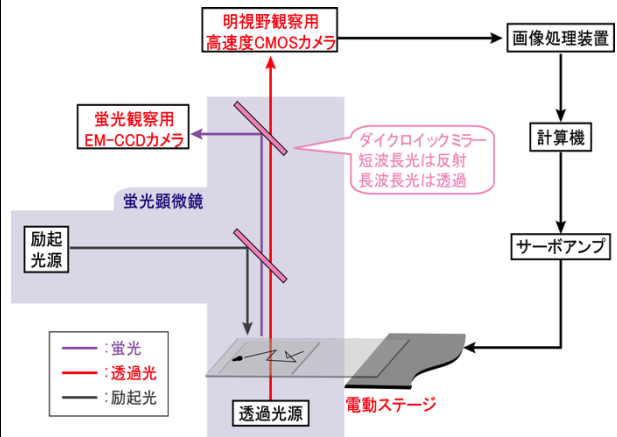 明視野観察用
高速度CMOSカメラ
画像処理装置
蛍光観察用
EM-CCDカメラ
ダイクロイックミラー
短波長光は反射
長波長光は透過
計算機
蛍光顕微鏡
励起
光源
サーボアンプ
:蛍光
:透過光
:励起光
透過光源
電動ステージ